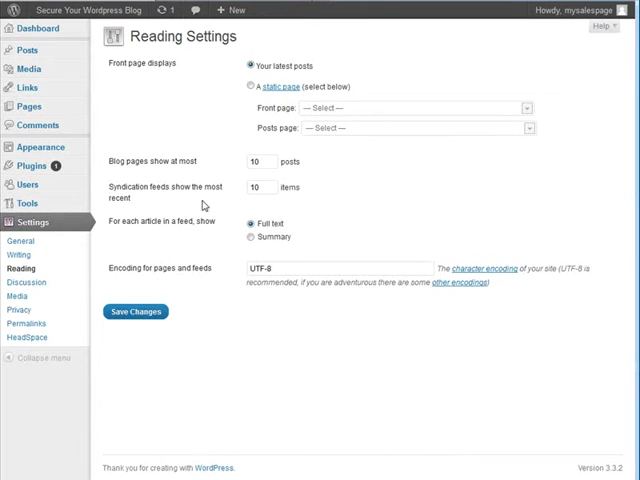 Secure Your Wordpress Blog 1 + New Howdy, mysalespage
Help
Dashboard
Posts
Media
Links
Pages
Comments
Appearance
Plugins 1
Users
Tools
Settings
General
Writing
Reading
Discussion
Media
Privacy
Permalinks
HeadSpace
Collapse menu
Reading Settings
Front page displays
Your latest posts
A static page (select below)
Front page: — Select —
Posts page: — Select —
Blog pages show at most 10 posts
Syndication feeds show the most recent 10 items
For each article in a feed, show
Full text
Summary
Encoding for pages and feeds UTF-8 The character encoding of your site (UTF-8 is
recommended, if you are adventurous there are some other encodings)
Save Changes
Thank you for creating with WordPress. Version 3.3.2